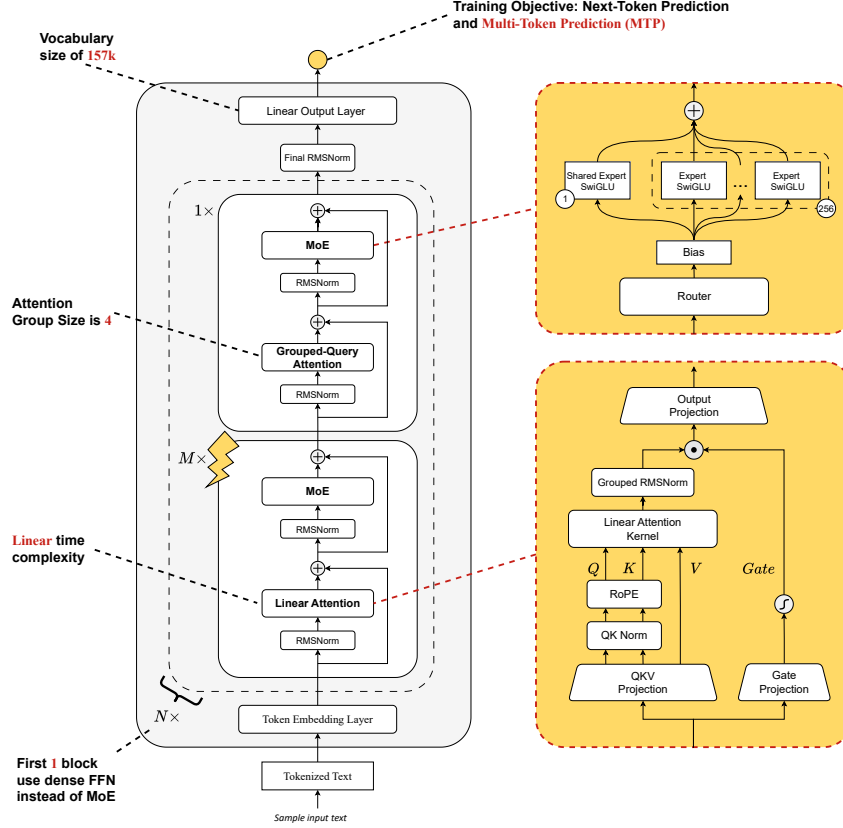 Training Objective: Next-Token Prediction
and Multi-Token Prediction (MTP)
Vocabulary
size of 157k
Linear Output Layer
Final RMSNorm
1×
MoE
RMSNorm
Attention
Group Size is 4
Grouped-Query
Attention
RMSNorm
M×
MoE
RMSNorm
Linear time
complexity
Linear Attention
RMSNorm
N×
Token Embedding Layer
First 1 block
use dense FFN
instead of MoE
Tokenized Text
Sample input text
Shared Expert
SwiGLU
1
Expert
SwiGLU
...
Expert
SwiGLU
256
Bias
Router
Output
Projection
Grouped RMSNorm
Linear Attention
Kernel
Q
K
V
Gate
RoPE
QK Norm
QKV
Projection
Gate
Projection